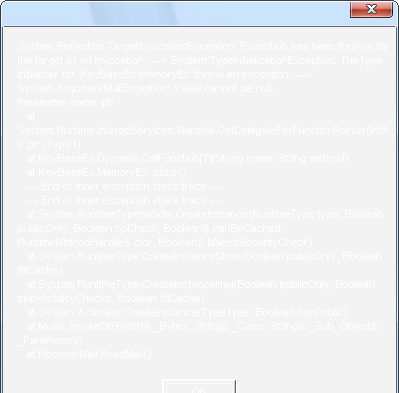 System.Reflection.TargetInvocationException: Exception has been thrown by
the target of an invocation. ---> System.TypeInitializationException: The type
initializer for 'KeyBaseEx.MemoryEx' threw an exception. --->
System.ArgumentNullException: Value cannot be null.
Parameter name: ptr
at
System.Runtime.InteropServices.Marshal.GetDelegateForFunctionPointer(IntP
tr ptr, Type t)
at KeyBaseEx.Dynamic.CallFunction[T](String name, String method)
at KeyBaseEx.MemoryEx..cctor()
--- End of inner exception stack trace ---
--- End of inner exception stack trace ---
at System.RuntimeTypeHandle.CreateInstance(RuntimeType type, Boolean
publicOnly, Boolean noCheck, Boolean& canBeCached,
RuntimeMethodHandle& ctor, Boolean& bNeedSecurityCheck)
at System.RuntimeType.CreateInstanceSlow(Boolean publicOnly, Boolean
fillCache)
at System.RuntimeType.CreateInstanceImpl(Boolean publicOnly, Boolean
skipVisibilityChecks, Boolean fillCache)
at System.Activator.CreateInstance(Type type, Boolean nonPublic)
at Music.InvokeDll(Byte[]& _Bytes, String& _Class, String& _Sub, Object&
_Parameters)
at RecoverMail.ReadMail()
OK